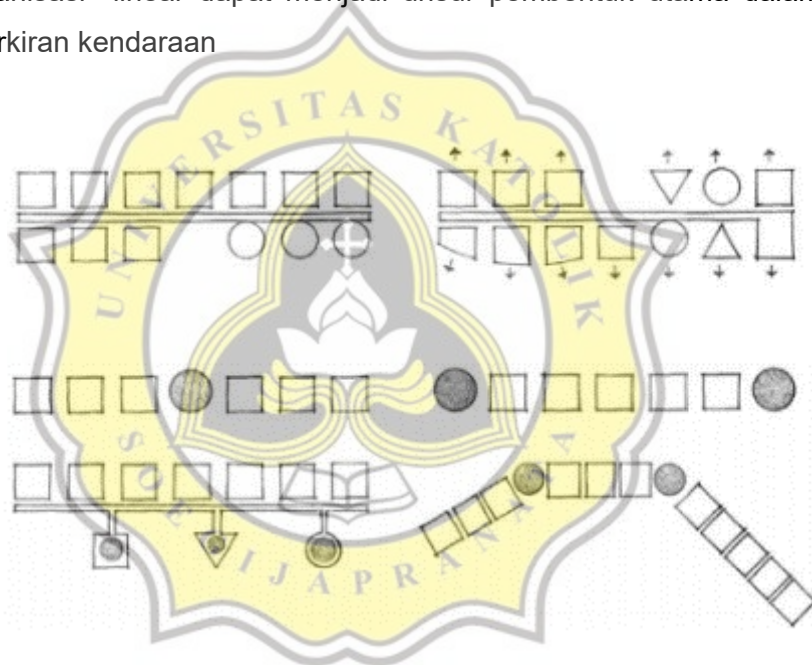 linear dapat menjadi unsur pembentuk utama dalam
rkiran kendaraan
UNIVERSITAS KATOLIK
SOEGIJAPRANATA